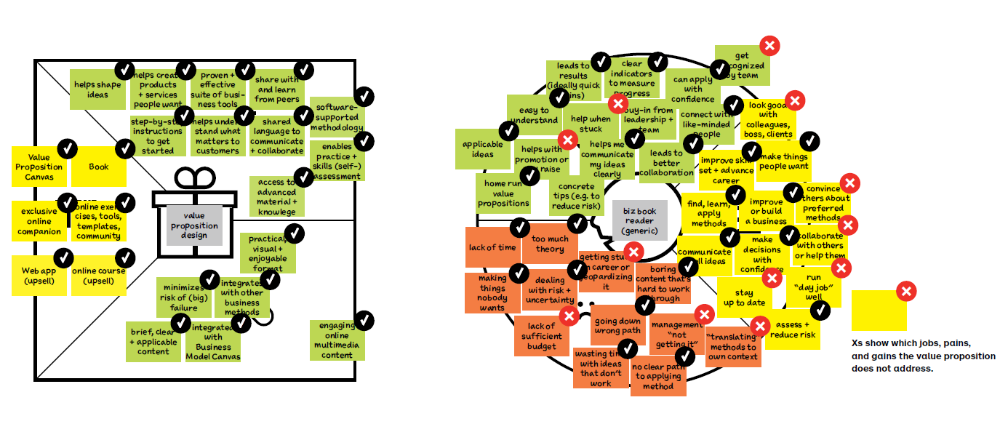 helps shape
ideas
helps create
products
+ services
people want
proven +
effective
suite of busi-
ness tools
share with
and learn
from peers
software-
supported
methodology
step-by-step
instructions
to get
started
helps under-
stand what
matters to
customers
shared
language to
communicate
+ collaborate
enables
practice +
skills (self-)
assessment
Value
Proposition
Canvas
Book
access to
advanced
material +
knowlege
exclusive
online
companion
online exer-
cises, tools,
templates,
community
value
proposition
design
practical,
visual +
enjoyable
format
Web app
(upsell)
online course
(upsell)
minimizes
risk of (big)
failure
integrates
with other
business
methods
brief, clear
+ applicable
content
integrated
with
Business
Model Canvas
engaging
online
multimedia
content
get
recognized
by team
leads to
results
(ideally quick
wins)
clear
indicators
to measure
progress
can apply
with
confidence
easy to
understand
help when
stuck
buy-in from
leadership +
team
connect with
like-minded
people
look good
with
colleagues,
boss, clients
applicable
ideas
helps with
promotion or
raise
helps me
communicate
my ideas
clearly
leads to
better
collaboration
improve skill
set + advance
career
make things
people want
home run
value
propositions
concrete
tips (e.g. to
reduce risk)
biz book
reader
(generic)
find, learn,
apply
methods
improve
or build
a business
convince
others about
preferred
methods
lack of time
too much
theory
getting stuck
in career or
jeopardizing
it
communicate
sell ideas
make
decisions
with
confidence
collaborate
with others
or help them
making
things
nobody
wants
dealing
with risk +
uncertainty
boring
content that's
hard to work
through
stay
up to date
run
“day job”
well
lack of
sufficient
budget
going down
wrong path
management
“not
getting it”
“translating”
methods to
own context
assess +
reduce risk
wasting time
with ideas
that don't
work
no clear path
to applying
method
Xs show which jobs, pains,
and gains the value proposition
does not address.